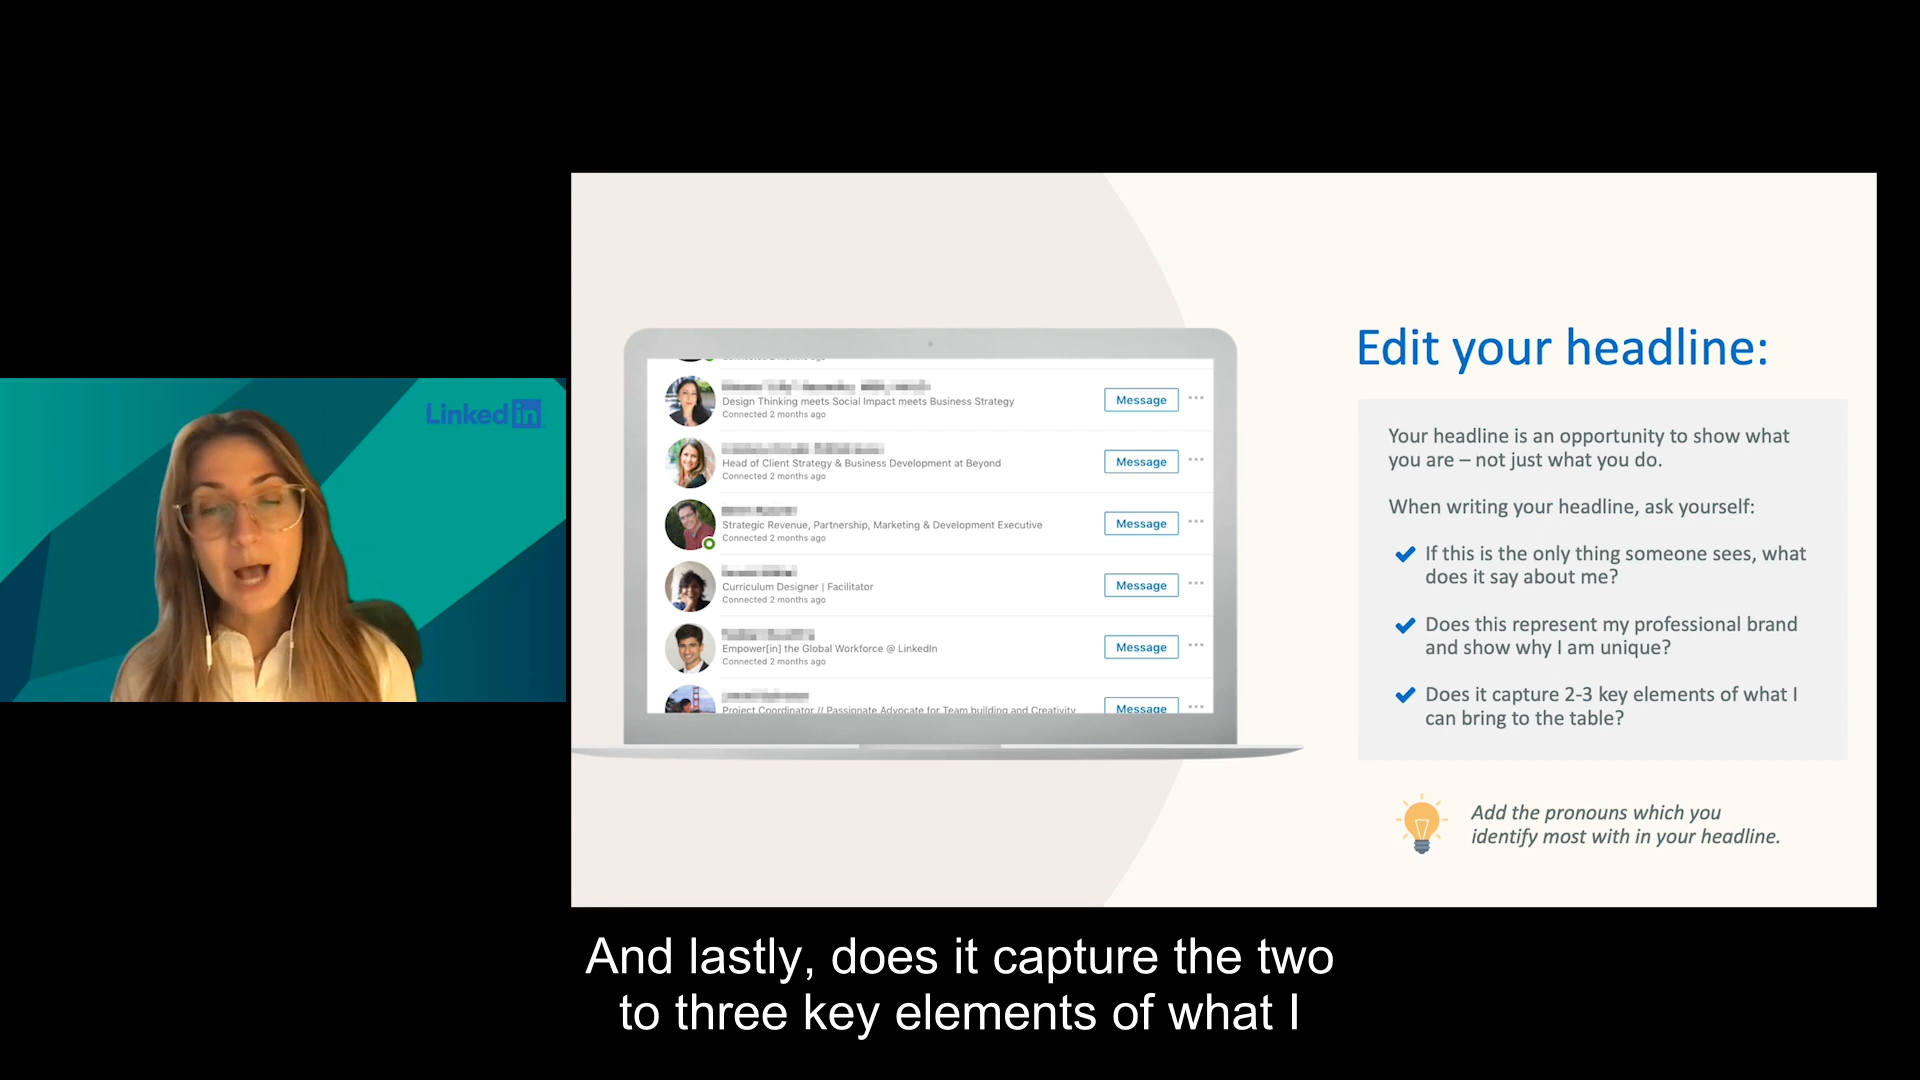 Linked in
Design Thinking meets Social Impact meets Business Strategy
Connected 2 months ago
Message
Head of Client Strategy & Business Development at Beyond
Connected 2 months ago
Message
Strategic Revenue, Partnership, Marketing & Development Executive
Connected 2 months ago
Message
Curriculum Designer | Facilitator
Connected 2 months ago
Message
Empower[in] the Global Workforce @ LinkedIn
Connected 2 months ago
Message
Project Coordinator // Passionate Advocate for Team building and Creativity
Message
Edit your headline:
Your headline is an opportunity to show what
you are – not just what you do.
When writing your headline, ask yourself:
If this is the only thing someone sees, what
does it say about me?
Does this represent my professional brand
and show why I am unique?
Does it capture 2-3 key elements of what I
can bring to the table?
Add the pronouns which you
identify most with in your headline.
And lastly, does it capture the two
to three key elements of what I